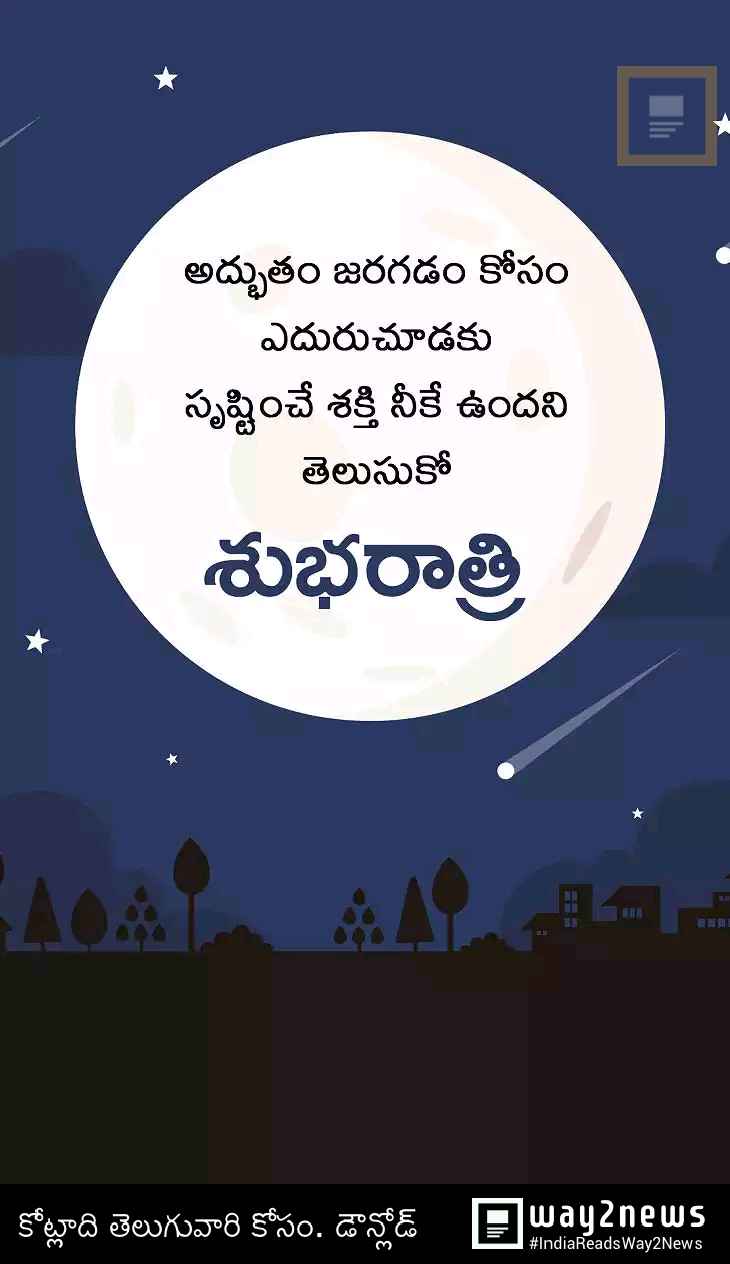 అద్భుతం జరగడం కోసం
ఎదురుచూడకు
సృష్టించే శక్తి నీకే ఉందని
తెలుసుకో
శుభరాత్రి
కోట్లాది తెలుగువారి కోసం. డౌన్లోడ్
way2news
#IndiaReadsWay2News